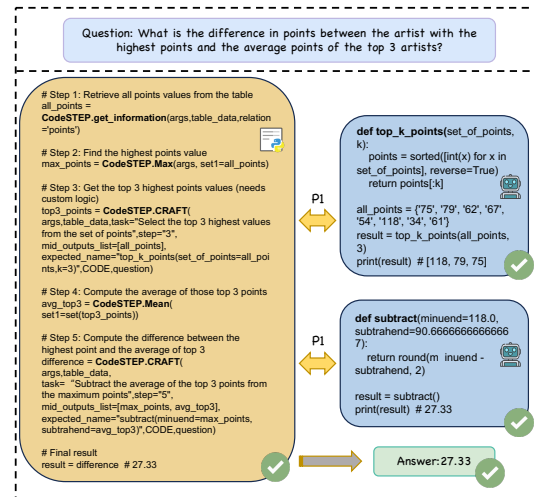 Question: What is the difference in points between the artist with the
highest points and the average points of the top 3 artists?
# Step 1: Retrieve all points values from the table
all_points =
CodeSTEP.get_information(args,table_data,relation
='points')
# Step 2: Find the highest points value
max_points = CodeSTEP.Max(args, set1=all_points)
# Step 3: Get the top 3 highest points values (needs
custom logic)
top3_points = CodeSTEP.CRAFT(
args,table_data,task="Select the top 3 highest values
from the set of points",step="3",
mid_outputs_list=[all_points],
expected_name="top_k_points(set_of_points=all_poi
nts,k=3)",CODE,question)
# Step 4: Compute the average of those top 3 points
avg_top3 = CodeSTEP.Mean(
set1=set(top3_points))
# Step 5: Compute the difference between the
highest point and the average of top 3
difference = CodeSTEP.CRAFT(
args,table_data,
task= “Subtract the average of the top 3 points from
the maximum points",step="5",
mid_outputs_list=[max_points, avg_top3],
expected_name="subtract(minuend=max_points,
subtrahend=avg_top3)",CODE,question)
# Final result
result = difference # 27.33
P1
def top_k_points(set_of_points,
k):
points = sorted([int(x) for x in
set_of_points], reverse=True)
return points[:k]
all_points = {'75', '79', '62', '67',
'54', '118', '34', '61'}
result = top_k_points(all_points,
3)
print(result) # [118, 79, 75]
P1
def subtract(minuend=118.0,
subtrahend=90.6666666666666
7):
return round(m inuend -
subtrahend, 2)
result = subtract()
print(result) # 27.33
Answer:27.33